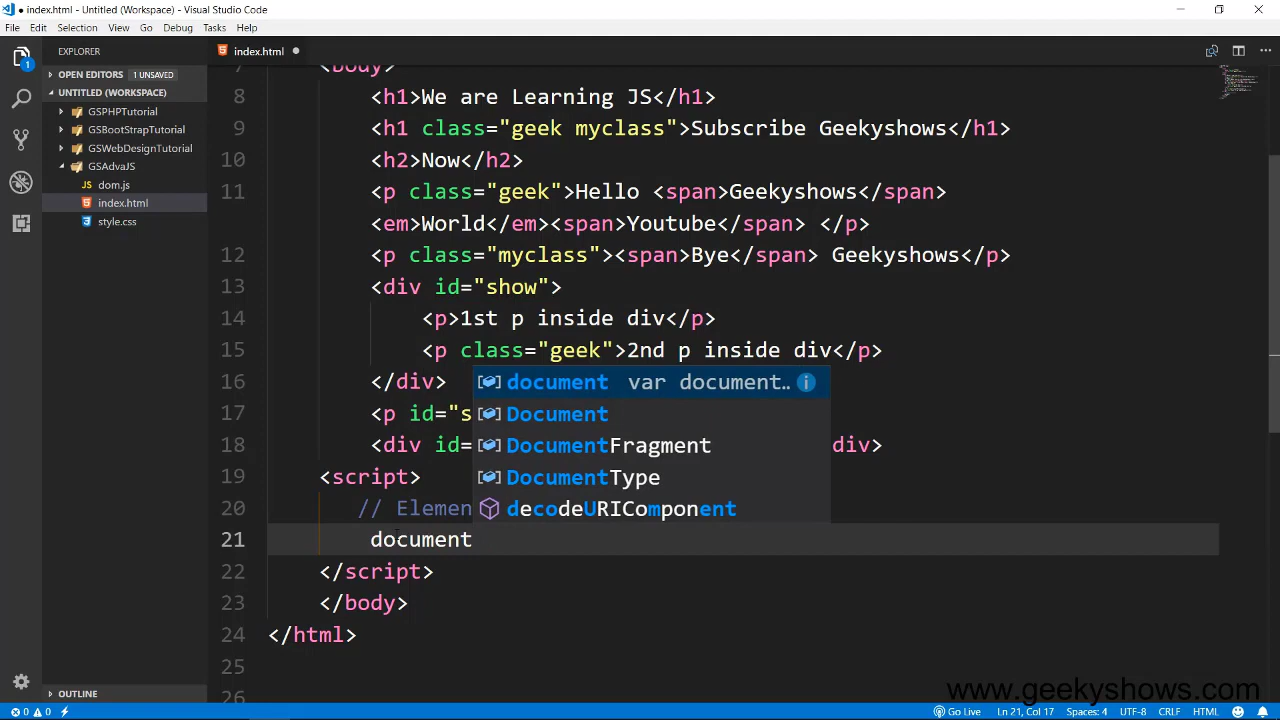 index.html - Untitled (Workspace) - Visual Studio Code
File Edit Selection View Go Debug Tasks Help
EXPLORER
index.html
OPEN EDITORS 1 UNSAVED
UNTITLED (WORKSPACE)
GSPHPTutorial
GSBootStrapTutorial
GSWebDesignTutorial
GSAdvaJS
JS dom.js
index.html
style.css
OUTLINE
1
7 <body>
8 <h1>We are Learning JS</h1>
9 <h1 class="geek myclass">Subscribe Geekyshows</h1>
10 <h2>Now</h2>
11 <p class="geek">Hello <span>Geekyshows</span>
<em>World</em><span>Youtube</span> </p>
12 <p class="myclass"><span>Bye</span> Geekyshows</p>
13 <div id="show">
14 <p>1st p inside div</p>
15 <p class="geek">2nd p inside div</p>
16 </div>
17 <p id="s
18 <div id= div>
19 <script>
20 // Elemen
21 document
22 </script>
23 </body>
24 </html>
25
26
document var document..
Document
DocumentFragment
DocumentType
decodeURIComponent
www.geekyshows.com
0 0 Go Live Ln 21, Col 17 Spaces: 4 UTF-8 CRLF HTML